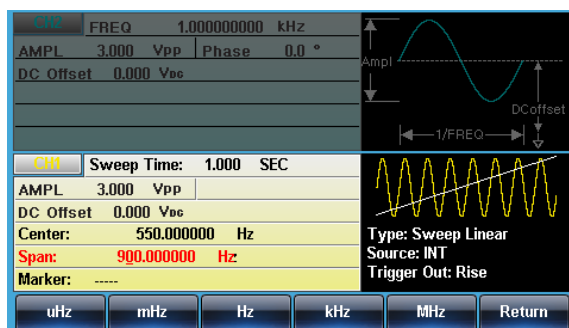 CH2 FREQ 1.000000000 kHz
AMPL 3.000 VPP Phase 0.0 °
DC Offset 0.000 VDC
Ampl
DCoffset
1/FREQ
CH1 Sweep Time: 1.000 SEC
AMPL 3.000 VPP
DC Offset 0.000 VDC
Center: 550.000000 Hz
Span: 900.000000 Hz
Marker: -----
Type: Sweep Linear
Source: INT
Trigger Out: Rise
uHz mHz Hz kHz MHz Return